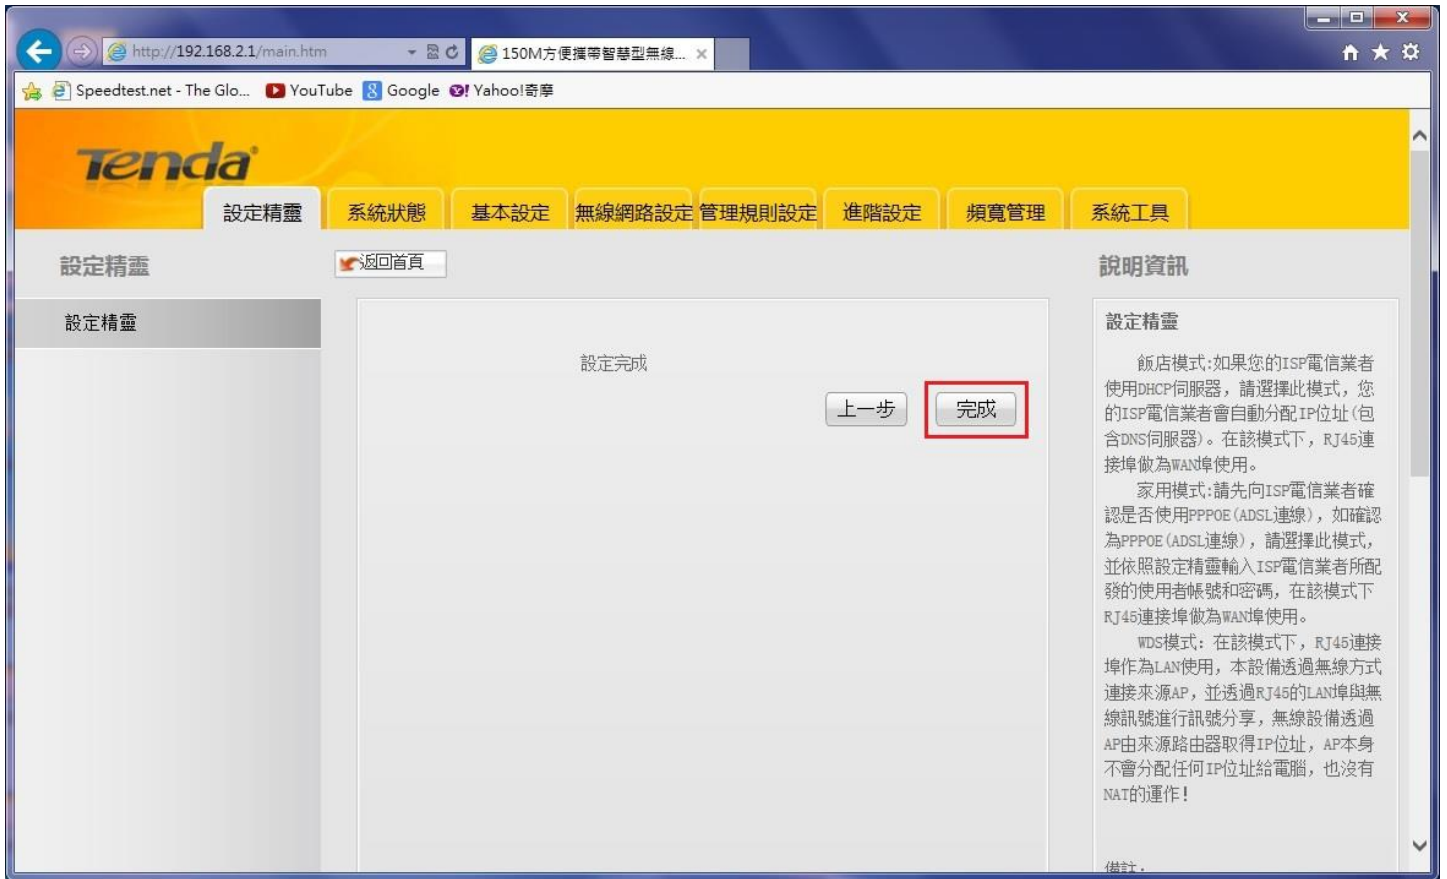 http://192.168.2.1/main.htm
150M方便攜帶智慧型無線...
Speedtest.net - The Glo...
YouTube
Google
Yahoo!奇摩
Tenda
設定精靈
系統狀態
基本設定
無線網路設定
管理規則設定
進階設定
頻寬管理
系統工具
設定精靈
返回首頁
說明資訊
設定精靈
設定完成
上一步
完成
設定精靈
飯店模式:如果您的ISP電信業者
使用DHCP伺服器，請選擇此模式，您
的ISP電信業者會自動分配IP位址(包
含DNS伺服器)。在該模式下，RJ45連
接埠做為WAN埠使用。
家用模式:請先向ISP電信業者確
認是否使用PPPOE(ADSL連線)，如確認
為PPPOE(ADSL連線)，請選擇此模式，
並依照設定精靈輸入ISP電信業者所配
發的使用者帳號和密碼，在該模式下
RJ45連接埠做為WAN埠使用。
WDS模式：在該模式下，RJ45連接
埠作為LAN使用，本設備透過無線方式
連接來源AP，並透過RJ45的LAN埠與無
線訊號進行訊號分享，無線設備透過
AP由來源路由器取得IP位址，AP本身
不會分配任何IP位址給電腦，也沒有
NAT的運作！
備註：